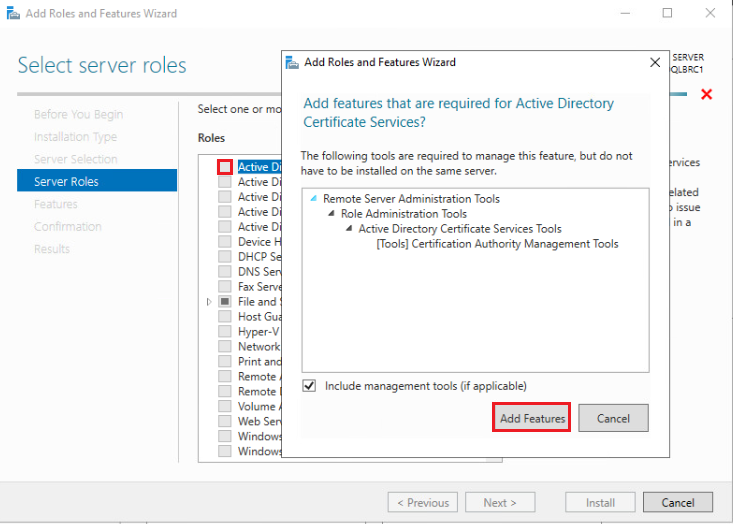 Add Roles and Features Wizard
Select server roles
SERVER
QLBRC1
Before You Begin
Installation Type
Server Selection
Server Roles
Features
Confirmation
Results
Select one or mo
Roles
Active Di
Active Di
Active Di
Active Di
Active Di
Device H
DHCP Se
DNS Serv
Fax Serve
File and S
Host Gua
Hyper-V
Network
Print and
Remote A
Remote
Volume A
Web Serv
Windows
Windows
ervices
elated
o issue
in a
Add Roles and Features Wizard
Add features that are required for Active Directory
Certificate Services?
The following tools are required to manage this feature, but do not
have to be installed on the same server.
Remote Server Administration Tools
Role Administration Tools
Active Directory Certificate Services Tools
[Tools] Certification Authority Management Tools
Include management tools (if applicable)
Add Features
Cancel
< Previous
Next >
Install
Cancel